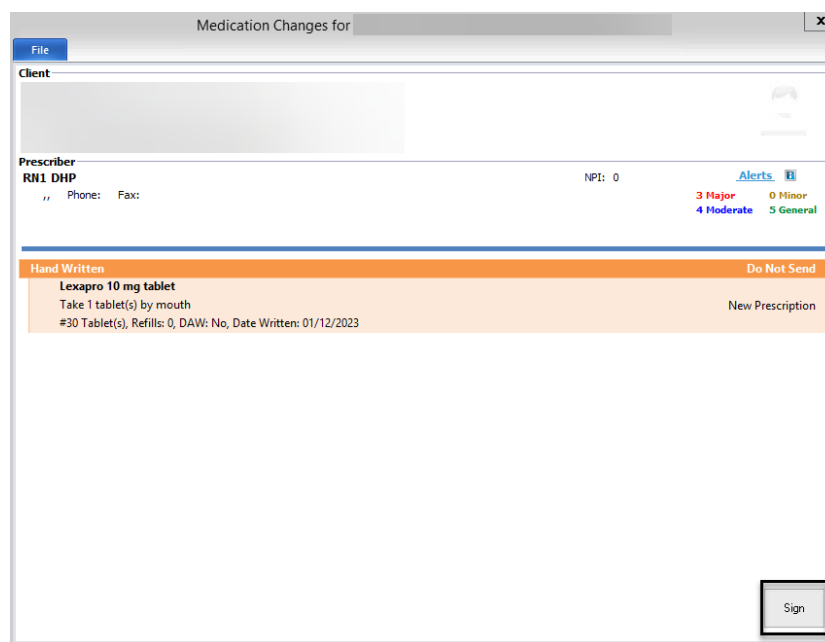 Medication Changes for
x
File
Client
Prescriber
RN1 DHP
NPI: 0
Alerts
,, Phone: Fax:
3 Major 0 Minor
4 Moderate 5 General
Hand Written Do Not Send
Lexapro 10 mg tablet
Take 1 tablet(s) by mouth
New Prescription
#30 Tablet(s), Refills: 0, DAW: No, Date Written: 01/12/2023
Sign